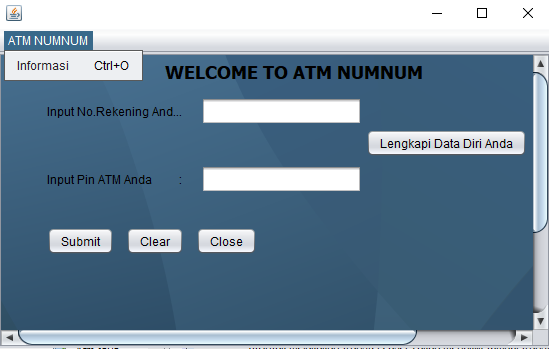 ATM NUMNUM
Informasi Ctrl+O
WELCOME TO ATM NUMNUM
Input No.Rekening And...
Lengkapi Data Diri Anda
Input Pin ATM Anda :
Submit Clear Close